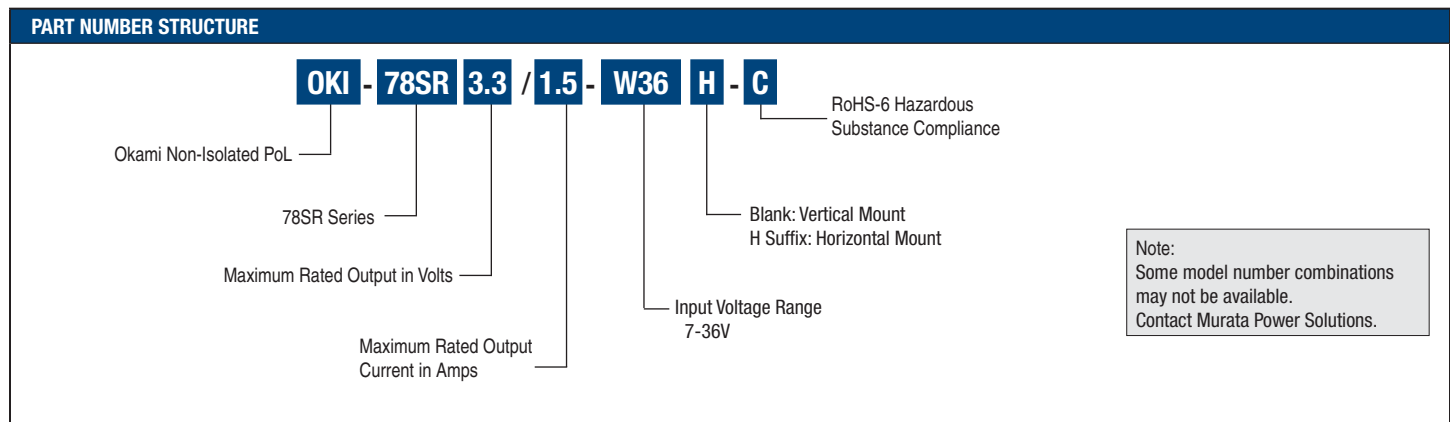 PART NUMBER STRUCTURE
OKI - 78SR 3.3 / 1.5 - W36 H - C
RoHS-6 Hazardous
Substance Compliance
Okami Non-Isolated PoL
78SR Series
Blank: Vertical Mount
H Suffix: Horizontal Mount
Maximum Rated Output in Volts
Input Voltage Range
7-36V
Maximum Rated Output
Current in Amps
Note:
Some model number combinations
may not be available.
Contact Murata Power Solutions.